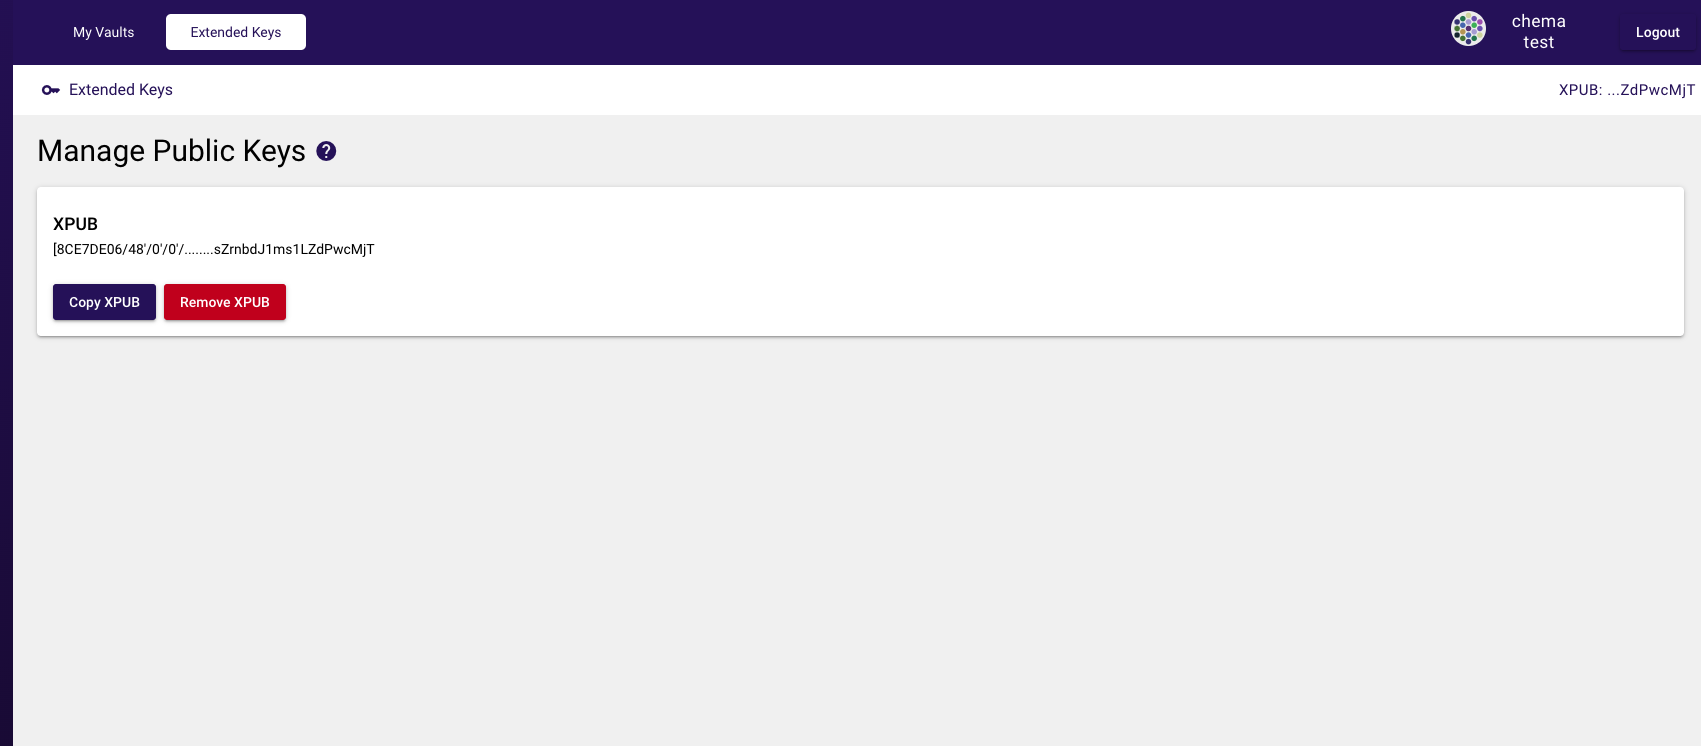 My Vaults
Extended Keys
chema
test
Logout
Extended Keys
XPUB: ...ZdPwcMjT
Manage Public Keys ?
XPUB
[8CE7DE06/48'/0'/0'/........sZrnbdJ1ms1LZdPwcMjT
Copy XPUB
Remove XPUB